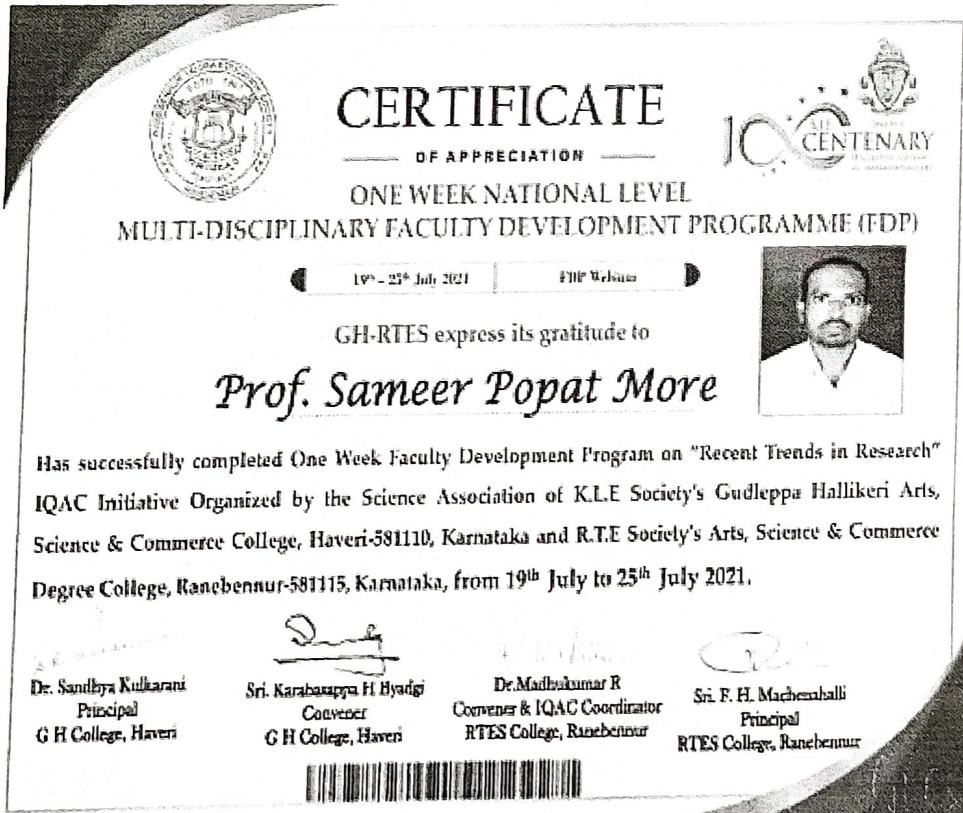 CERTIFICATE
OF APPRECIATION
CENTENARY
ONE WEEK NATIONAL LEVEL
MULTI-DISCIPLINARY FACULTY DEVELOPMENT PROGRAMME (FDP)
19th – 25th July 2021
GH-RTES express its gratitude to
Prof. Sameer Popat More
Has successfully completed One Week Faculty Development Program on "Recent Trends in Research"
IQAC Initiative Organized by the Science Association of K.L.E Society's Gudleppa Hallikeri Arts,
Science & Commerce College, Haveri-581110, Karnataka and R.T.E Society's Arts, Science & Commerce
Degree College, Ranebennur-581115, Karnataka, from 19th July to 25th July 2021.
Dr. Sandhya Kulkarani
Principal
G H College, Haveri
Sri. Karabasappa H Byadgi
Convener
G H College, Haveri
Dr.Madhukumar R
Convener & IQAC Coordinator
RTES College, Ranebennur
Sri. F. H. Machenahalli
Principal
RTES College, Ranebennur